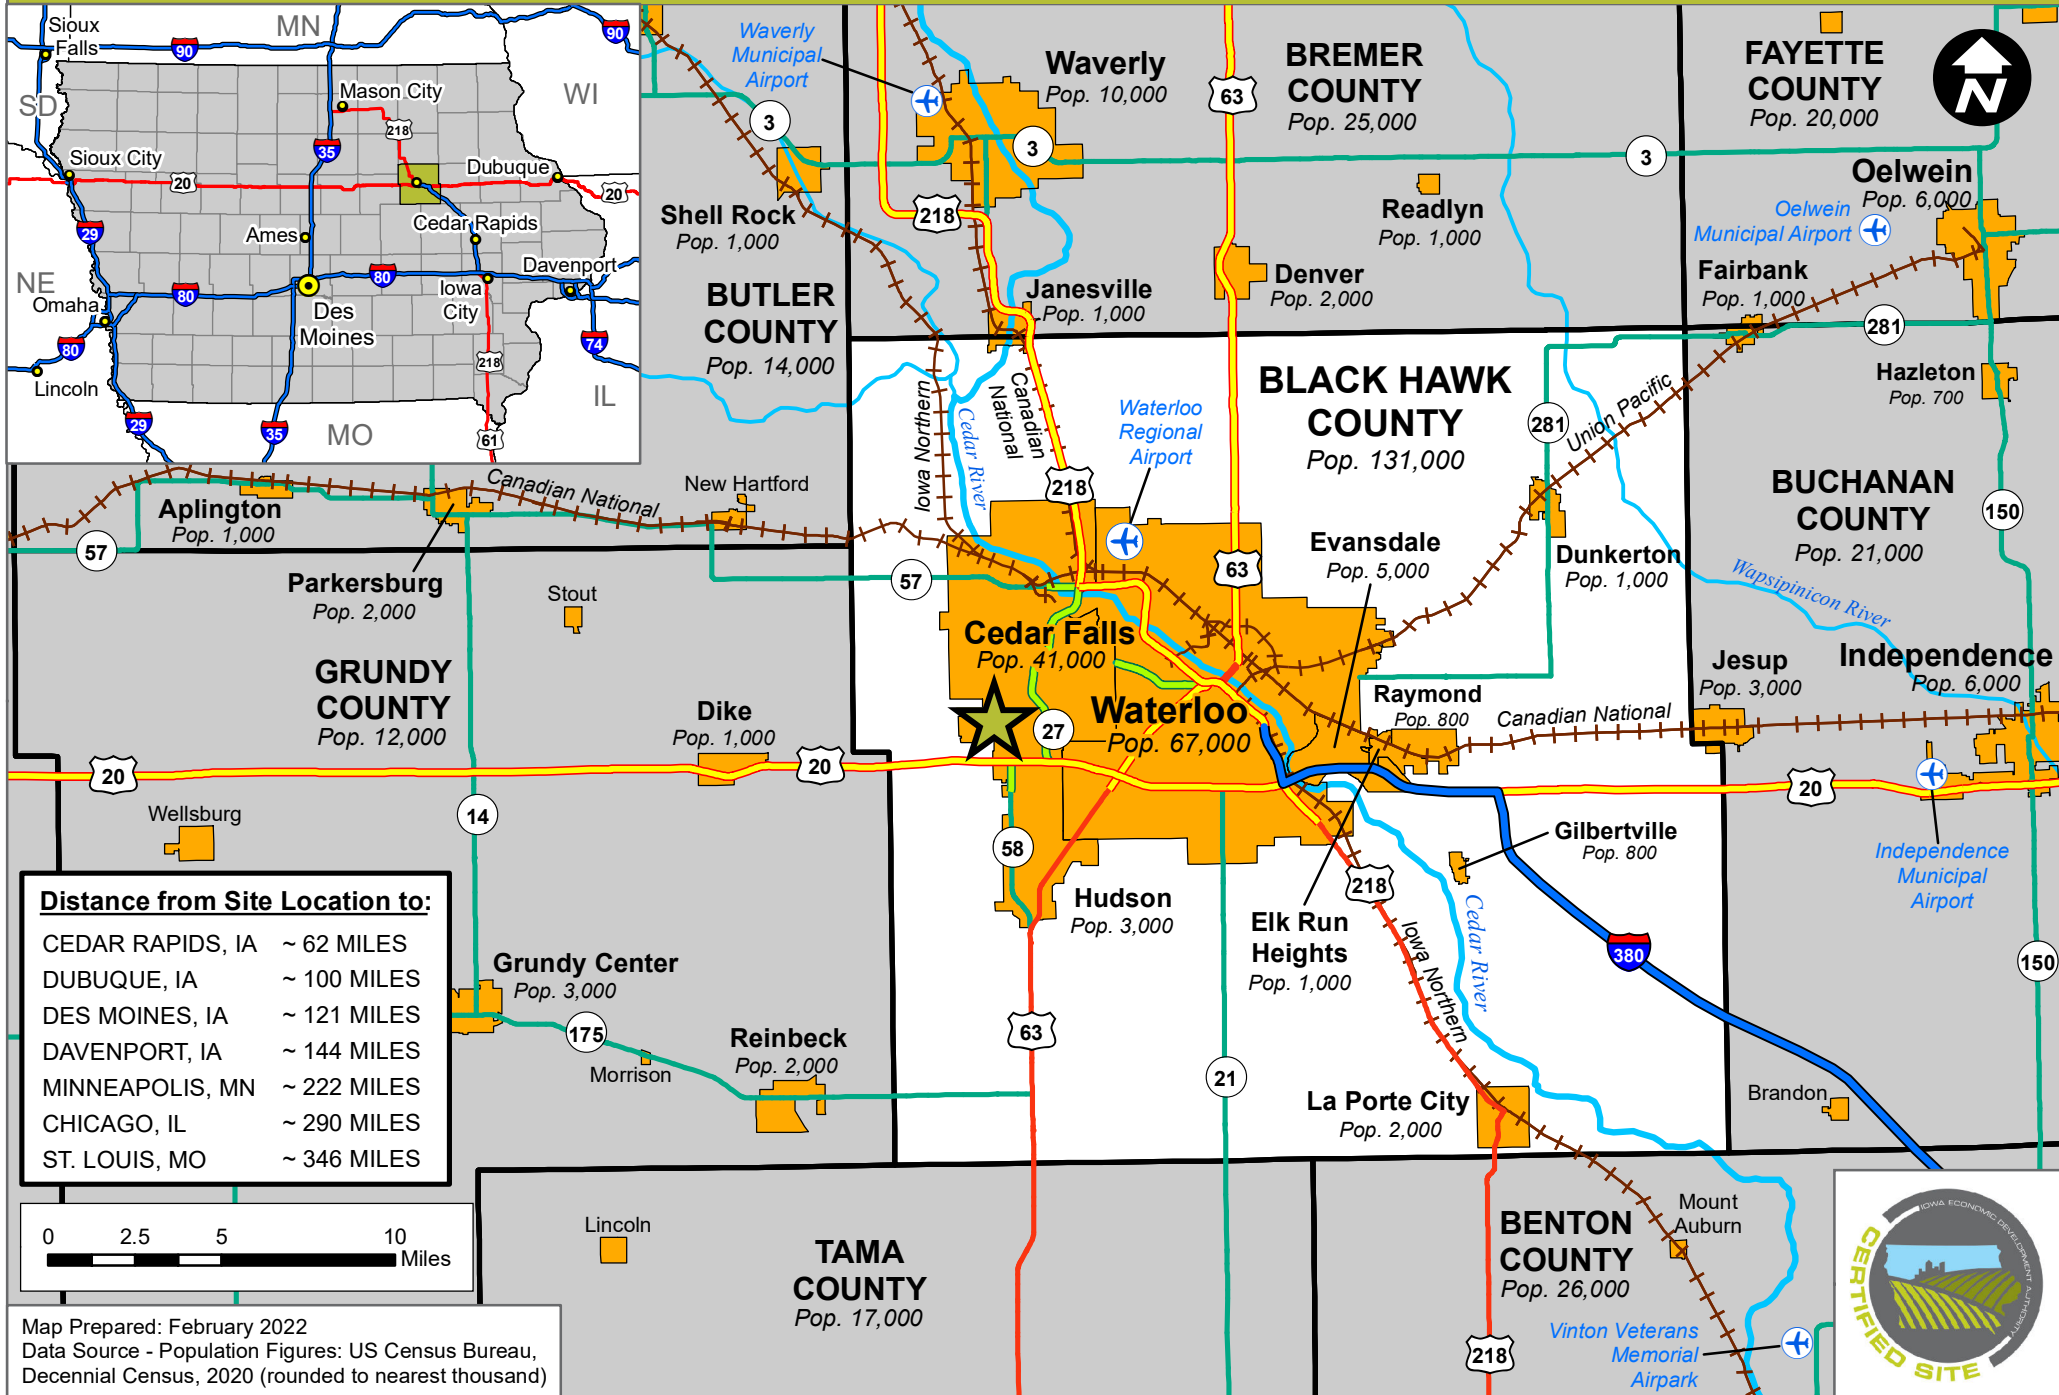 Sioux
Falls
MN
90
90
SD
WI
Mason City
218
35
Sioux City
Dubuque
20
20
29
Ames
Cedar Rapids
NE
Omaha
80
80
Davenport
Iowa
City
Des
Moines
80
74
Lincoln
218
29
35
MO
IL
61
Waverly
Municipal
Airport
Waverly
Pop. 10,000
63
BREMER
COUNTY
Pop. 25,000
FAYETTE
COUNTY
Pop. 20,000
N
3
3
3
Shell Rock
Pop. 1,000
218
Readlyn
Pop. 1,000
Oelwein
Pop. 6,000
Oelwein
Municipal Airport
Denver
Pop. 2,000
Fairbank
Pop. 1,000
BUTLER
COUNTY
Pop. 14,000
Janesville
Pop. 1,000
281
Hazleton
Pop. 700
Iowa Northern
Cedar River
Canadian
National
Waterloo
Regional
Airport
BLACK HAWK
COUNTY
Pop. 131,000
281
Union Pacific
218
Aplington
Pop. 1,000
Canadian National
New Hartford
BUCHANAN
COUNTY
Pop. 21,000
150
57
Parkersburg
Pop. 2,000
Stout
57
63
Evansdale
Pop. 5,000
Dunkerton
Pop. 1,000
Wapsipinicon River
GRUNDY
COUNTY
Pop. 12,000
Cedar Falls
Pop. 41,000
Jesup
Pop. 3,000
Independence
Pop. 6,000
Dike
Pop. 1,000
27
Waterloo
Pop. 67,000
Raymond
Pop. 800
Canadian National
20
20
20
Wellsburg
14
58
Gilbertville
Pop. 800
Independence
Municipal
Airport
218
Hudson
Pop. 3,000
Elk Run
Heights
Pop. 1,000
Iowa Northern
Cedar River
380
150
Distance from Site Location to:
CEDAR RAPIDS, IA ~ 62 MILES
DUBUQUE, IA ~ 100 MILES
DES MOINES, IA ~ 121 MILES
DAVENPORT, IA ~ 144 MILES
MINNEAPOLIS, MN ~ 222 MILES
CHICAGO, IL ~ 290 MILES
ST. LOUIS, MO ~ 346 MILES
Grundy Center
Pop. 3,000
175
Morrison
Reinbeck
Pop. 2,000
63
21
La Porte City
Pop. 2,000
Brandon
0 2.5 5 10
Miles
Lincoln
TAMA
COUNTY
Pop. 17,000
BENTON
COUNTY
Pop. 26,000
Mount
Auburn
218
Vinton Veterans
Memorial
Airpark
IOWA ECONOMIC DEVELOPMENT AUTHORITY
CERTIFIED SITE
Map Prepared: February 2022
Data Source - Population Figures: US Census Bureau,
Decennial Census, 2020 (rounded to nearest thousand)